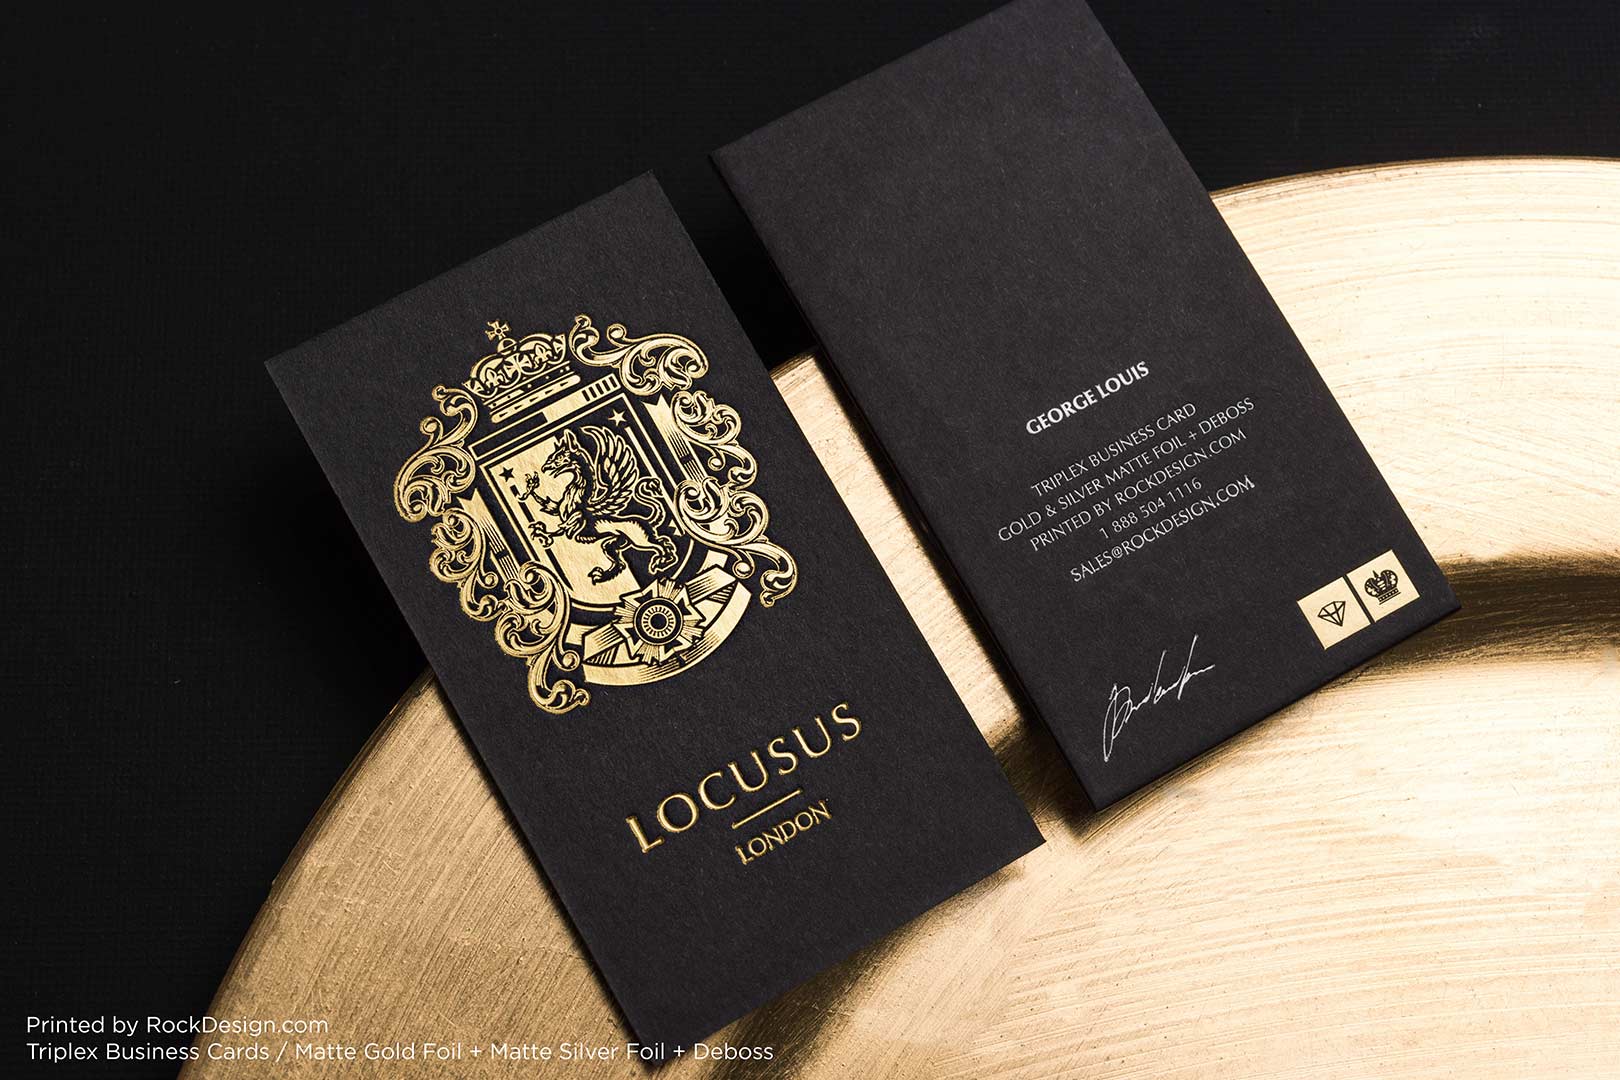 LOCUSUS
LONDON
GEORGE LOUIS
TRIPLEX BUSINESS CARD
GOLD & SILVER MATTE FOIL + DEBOSS
PRINTED BY ROCKDESIGN.COM
1 888 504 1116
SALES@ROCKDESIGN.COM
Printed by RockDesign.com
Triplex Business Cards / Matte Gold Foil + Matte Silver Foil + Deboss